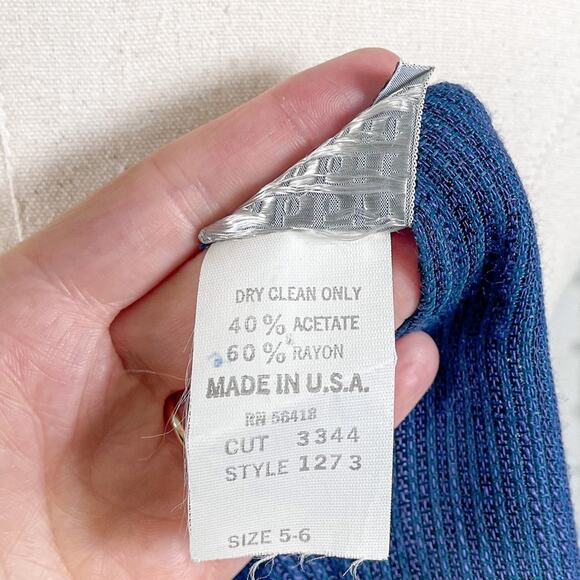 DRY CLEAN ONLY
40% ACETATE
60% RAYON
MADE IN U.S.A.
RN 56418
CUT 3344
STYLE 1273
SIZE 5-6